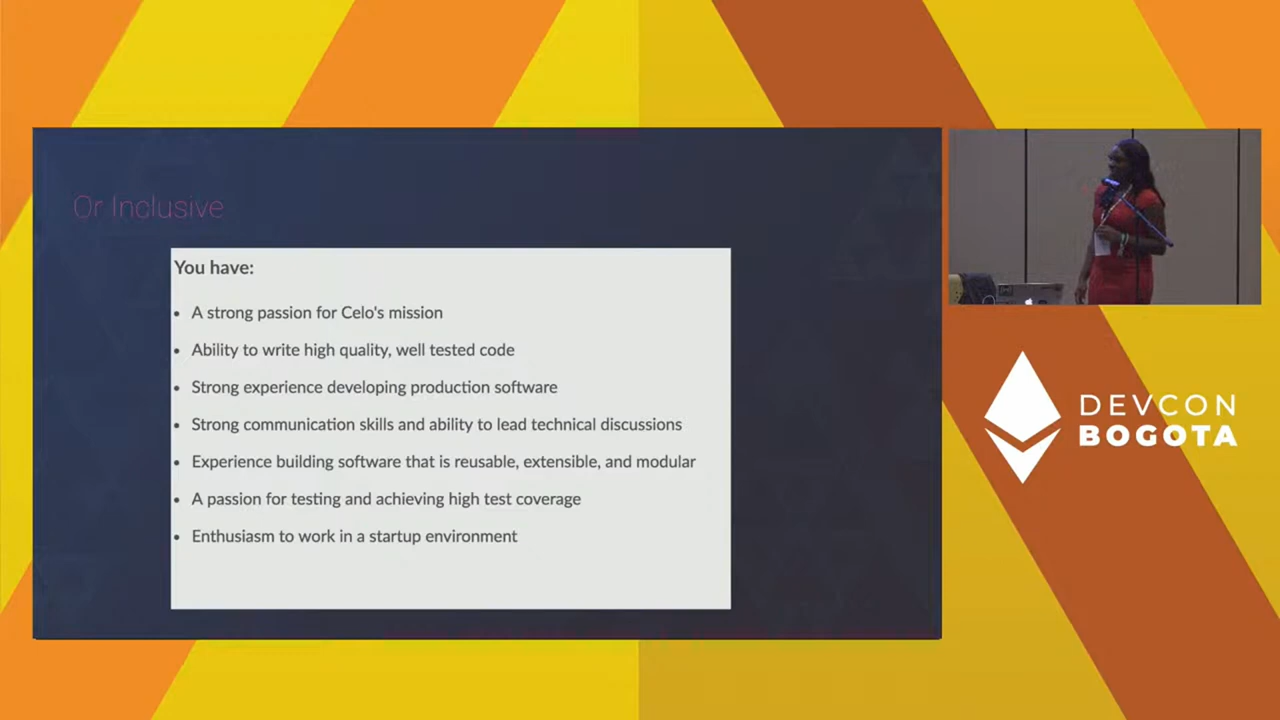 Or Inclusive
You have:
• A strong passion for Celo's mission
• Ability to write high quality, well tested code
• Strong experience developing production software
• Strong communication skills and ability to lead technical discussions
• Experience building software that is reusable, extensible, and modular
• A passion for testing and achieving high test coverage
• Enthusiasm to work in a startup environment
DEVCON
BOGOTA